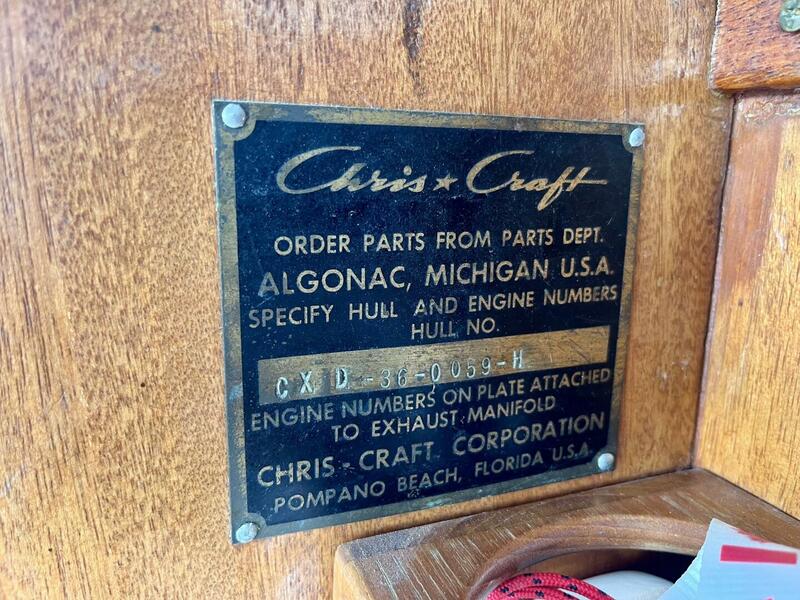 Chris★Craft
ORDER PARTS FROM PARTS DEPT.
ALGONAC, MICHIGAN U.S.A.
SPECIFY HULL AND ENGINE NUMBERS
HULL NO.
CXD-36-0059-H
ENGINE NUMBERS ON PLATE ATTACHED
TO EXHAUST MANIFOLD
CHRIS-CRAFT CORPORATION
POMPANO BEACH, FLORIDA U.S.A.